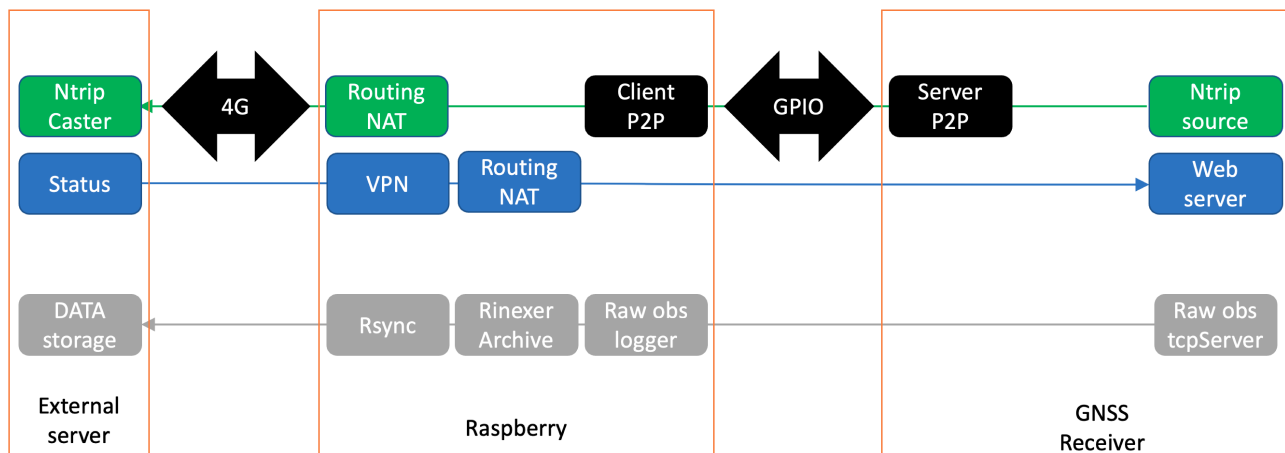 Ntrip
Caster
4G
Routing
NAT
Client
P2P
GPIO
Server
P2P
Ntrip
source
Status
VPN
Routing
NAT
Web
server
DATA
storage
Rsync
Rinexer
Archive
Raw obs
logger
Raw obs
tcpServer
External
server
Raspberry
GNSS
Receiver